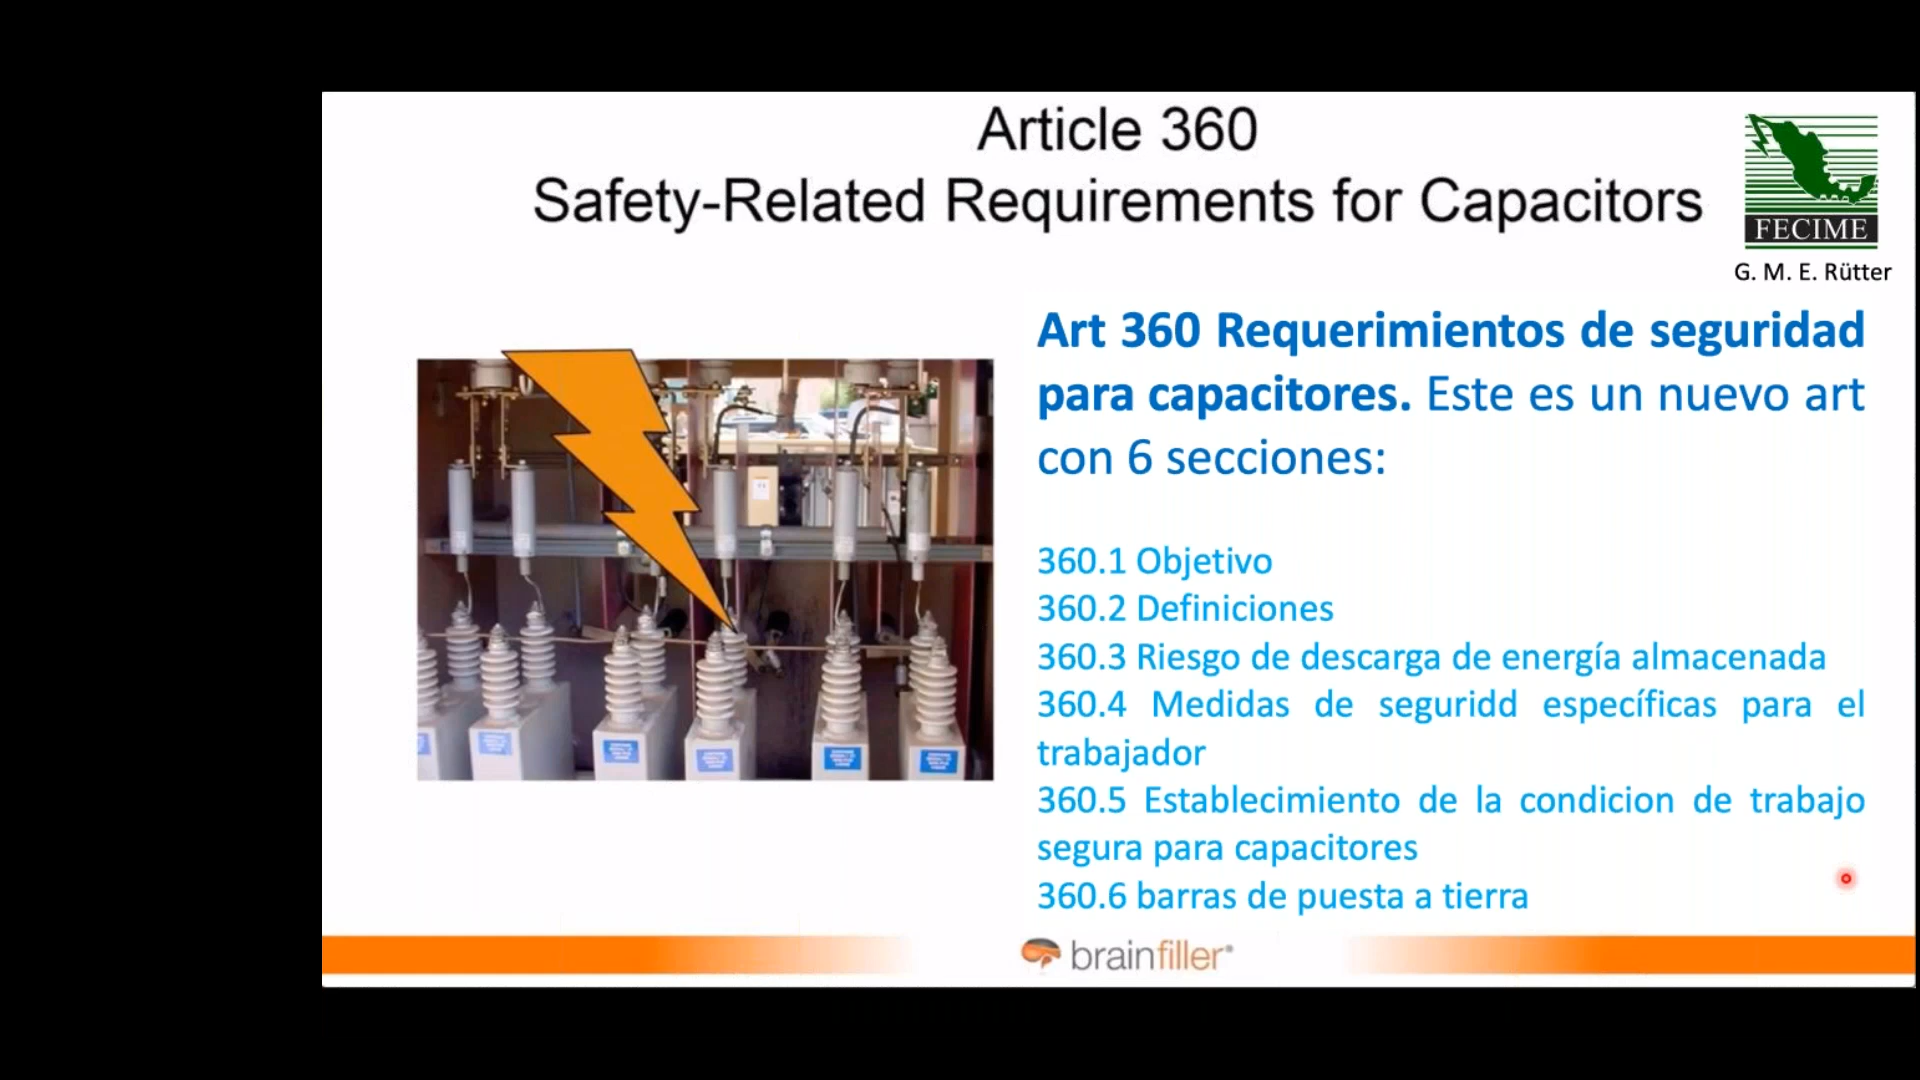 Article 360
Safety-Related Requirements for Capacitors
FECIME
G. M. E. Rütter
Art 360 Requerimientos de seguridad
para capacitores. Este es un nuevo art
con 6 secciones:
360.1 Objetivo
360.2 Definiciones
360.3 Riesgo de descarga de energía almacenada
360.4 Medidas de seguridd específicas para el
trabajador
360.5 Establecimiento de la condicion de trabajo
segura para capacitores
360.6 barras de puesta a tierra
brainfiller®